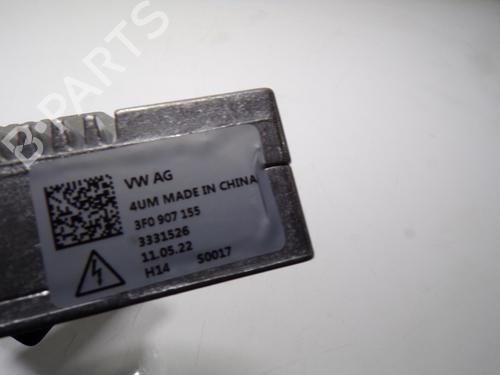 B-PARTS
VW AG
4UM MADE IN CHINA
3F0 907 155
3331526
11.05.22
H14 S0017